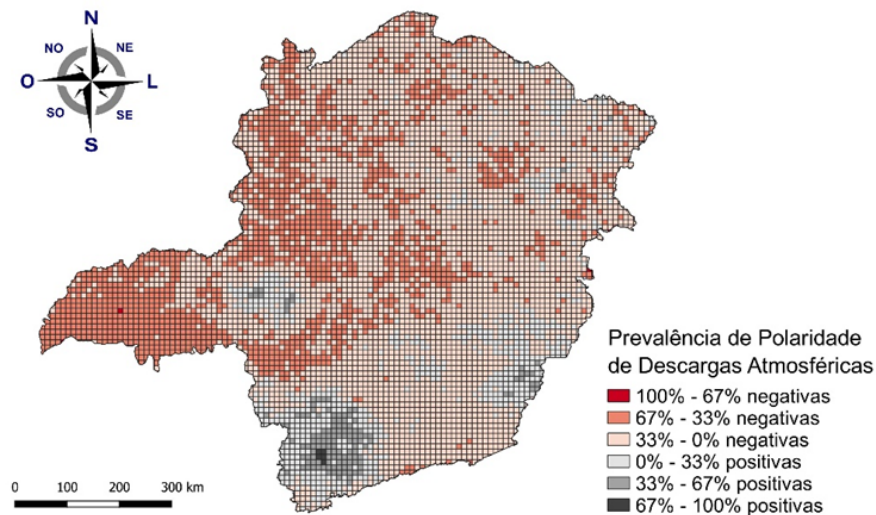 N
NO
NE
O
L
SO
SE
S
Prevalência de Polaridade
de Descargas Atmosféricas
100% - 67% negativas
67% - 33% negativas
33% - 0% negativas
0% - 33% positivas
33% - 67% positivas
67% - 100% positivas
0 100 200 300 km